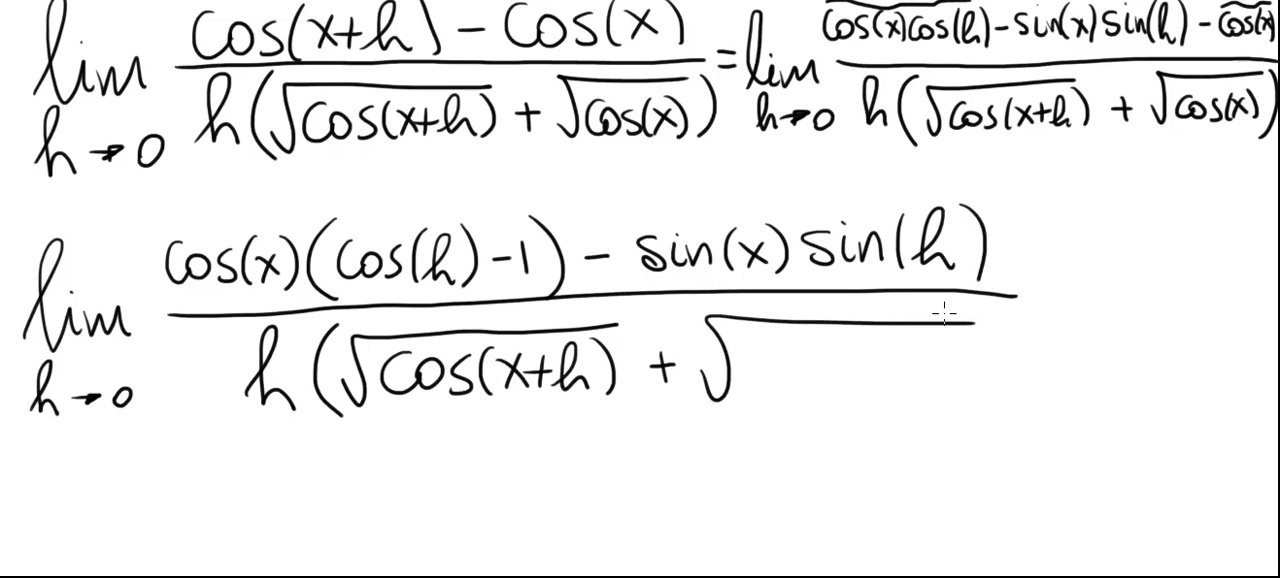 lim h→0 cos(x+h) - cos(x) / h(√cos(x+h) + √cos(x)) = lim h→0 cos(x)cos(h) - sin(x)sin(h) - cos(x) / h(√cos(x+h) + √cos(x))
lim h→0 cos(x)(cos(h)-1) - sin(x)sin(h) / h(√cos(x+h) + √